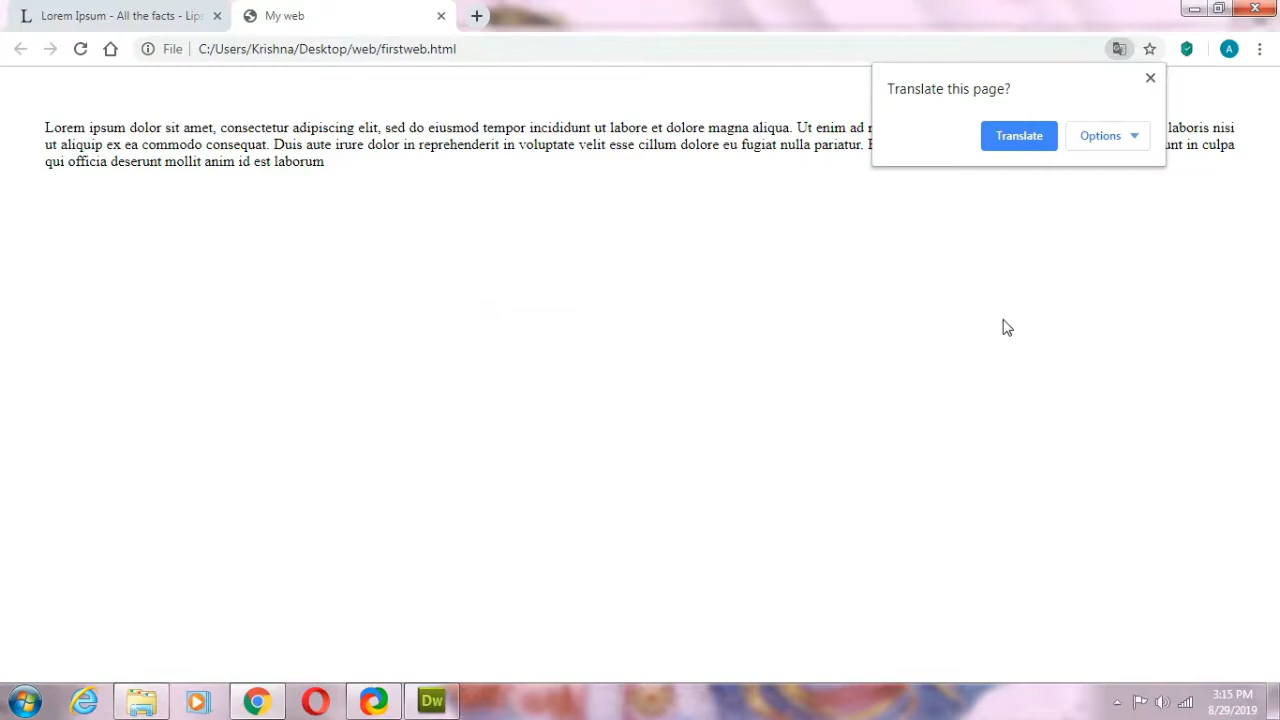 Lorem Ipsum - All the facts - Lips
My web
File
C:/Users/Krishna/Desktop/web/firstweb.html
A
Translate this page?
Translate
Options
Lorem ipsum dolor sit amet, consectetur adipiscing elit, sed do eiusmod tempor incididunt ut labore et dolore magna aliqua. Ut enim ad laboris nisi
ut aliquip ex ea commodo consequat. Duis aute irure dolor in reprehenderit in voluptate velit esse cillum dolore eu fugiat nulla pariatur. in culpa
qui officia deserunt mollit anim id est laborum
Dw
3:15 PM
8/29/2019